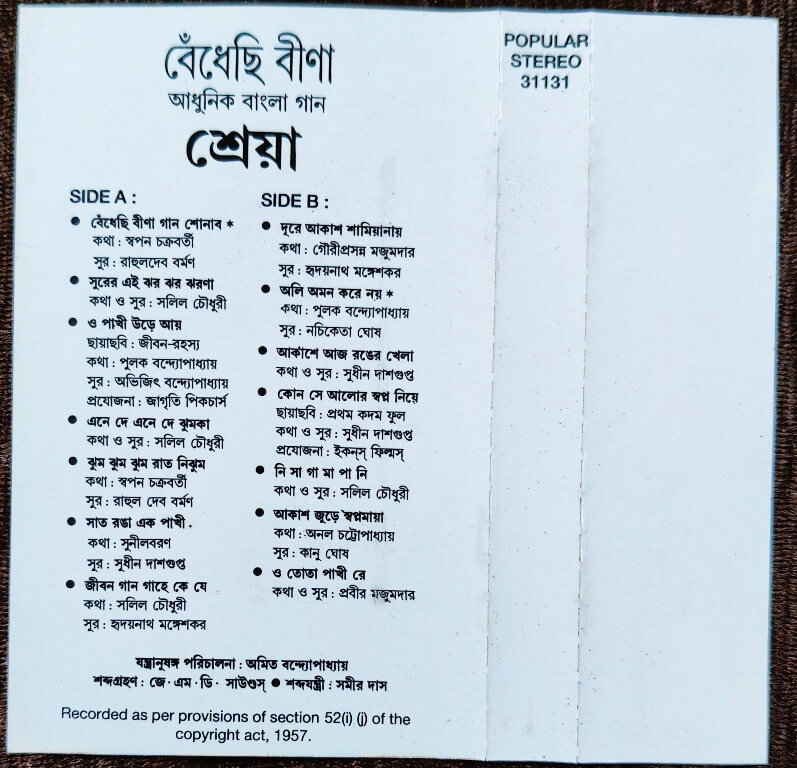 বেঁধেছি বীণা
আধুনিক বাংলা গান
শ্রেয়া
POPULAR
STEREO
31131
SIDE A :
● বেঁধেছি বীণা গান শোনাব *
কথা : স্বপন চক্রবর্তী
সুর : রাহুলদেব বর্মণ
● সুরের এই ঝর ঝর ঝরণা
কথা ও সুর : সলিল চৌধুরী
● ও পাখী উড়ে আয়
ছায়াছবি : জীবন-রহস্য
কথা : পুলক বন্দ্যোপাধ্যায়
সুর : অভিজিৎ বন্দ্যোপাধ্যায়
প্রযোজনা : জাগৃতি পিকচার্স
● এনে দে এনে দে ঝুমকা
কথা ও সুর : সলিল চৌধুরী
● ঝুম ঝুম ঝুম রাত নিঝুম
কথা : স্বপন চক্রবর্তী
সুর : রাহুল দেব বর্মণ
● সাত রঙা এক পাখী .
কথা : সুনীলবরণ
সুর : সুধীন দাশগুপ্ত
● জীবন গান গাহে কে যে
কথা : সলিল চৌধুরী
সুর : হৃদয়নাথ মঙ্গেশকর
SIDE B :
● দূরে আকাশ শামিয়ানায়
কথা : গৌরীপ্রসন্ন মজুমদার
সুর : হৃদয়নাথ মঙ্গেশকর
● অলি অমন করে নয় *
কথা : পুলক বন্দ্যোপাধ্যায়
সুর : নচিকেতা ঘোষ
● আকাশে আজ রঙের খেলা
কথা ও সুর : সুধীন দাশগুপ্ত
● কোন সে আলোর স্বপ্ন নিয়ে
ছায়াছবি : প্রথম কদম ফুল
কথা ও সুর : সুধীন দাশগুপ্ত
প্রযোজনা : ইকনস্ ফিল্মস্
● নি সা গা মা পা নি
কথা ও সুর : সলিল চৌধুরী
● আকাশ জুড়ে স্বপ্নমায়া
কথা : অনল চট্টোপাধ্যায়
সুর : কানু ঘোষ
● ও তোতা পাখী রে
কথা ও সুর : প্রবীর মজুমদার
যন্ত্রানুষঙ্গ পরিচালনা : অমিত বন্দ্যোপাধ্যায়
শব্দগ্রহণ : জে · এম · ডি · সাউণ্ডস্ ● শব্দযন্ত্রী : সমীর দাস
Recorded as per provisions of section 52(i) (j) of the
copyright act, 1957.